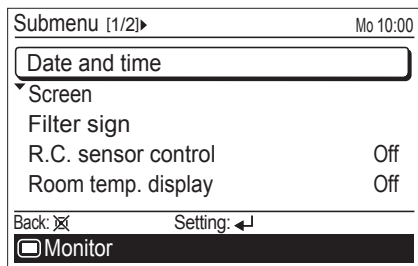 Submenu [1/2]▸ Mo 10:00
Date and time
Screen
Filter sign
R.C. sensor control Off
Room temp. display Off
Back: Setting:
Monitor